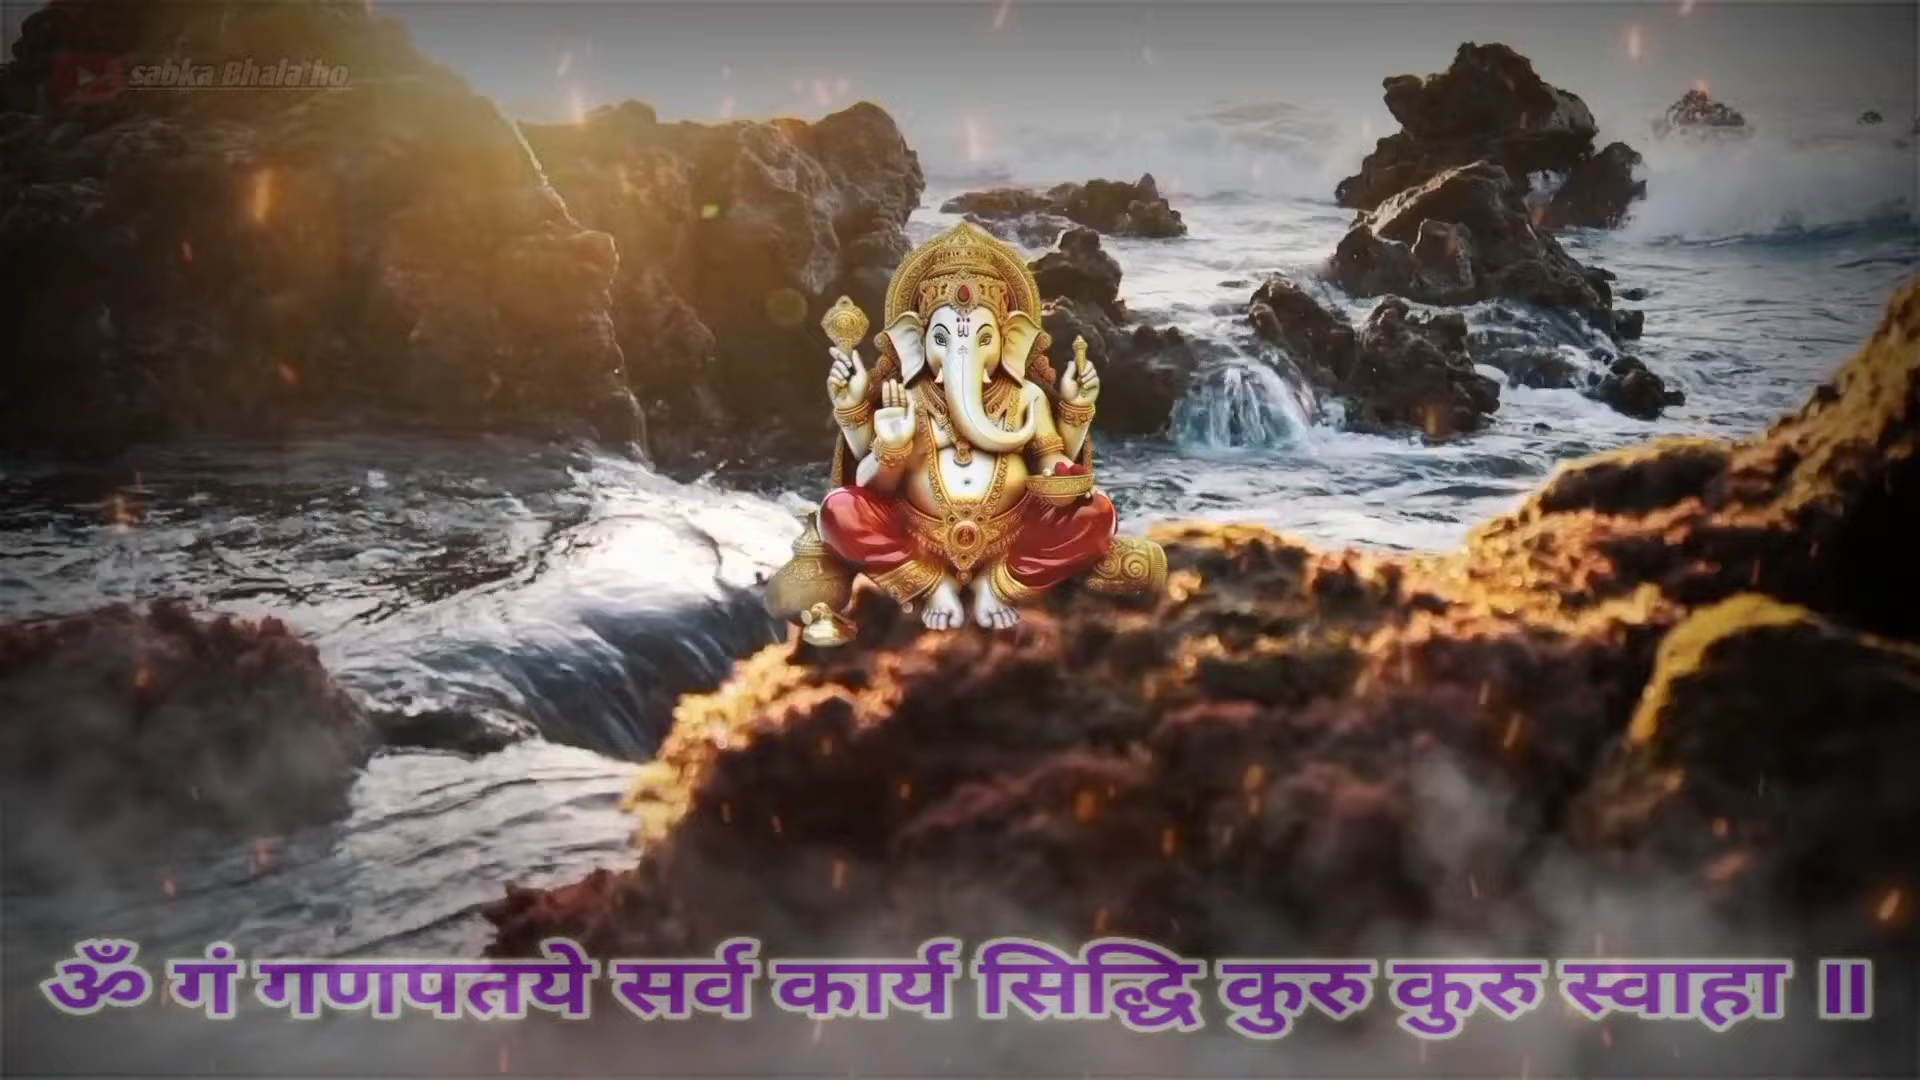 sabka Bhala ho
ॐ गं गणपतये सर्व कार्य सिद्धि कुरु कुरु स्वाहा ॥